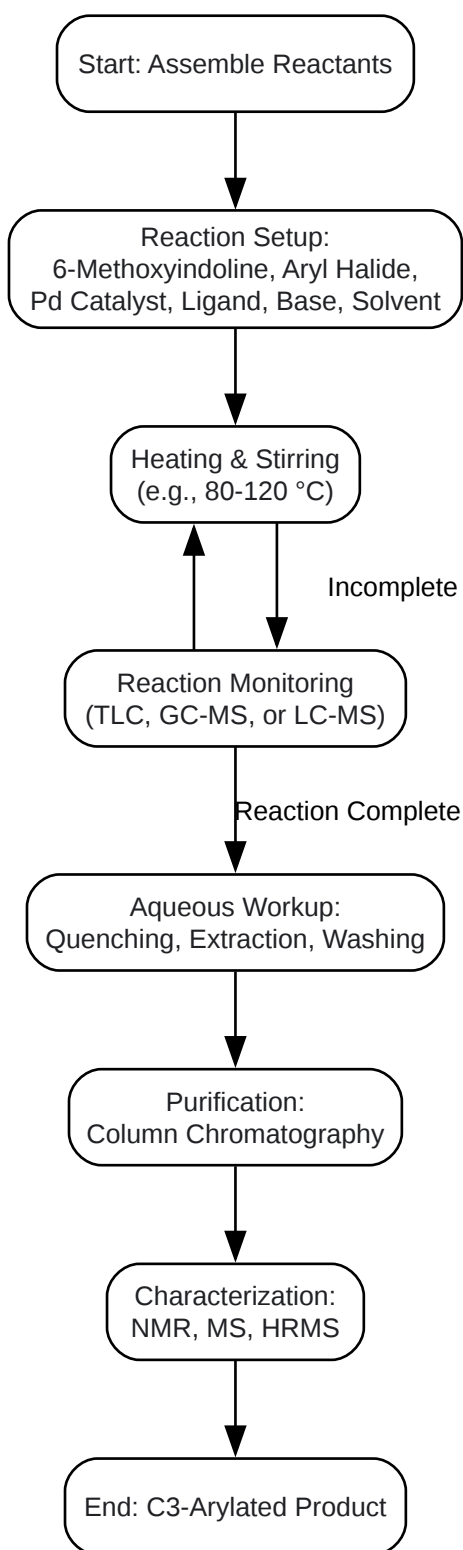 Start: Assemble Reactants
Reaction Setup:
6-Methoxyindoline, Aryl Halide,
Pd Catalyst, Ligand, Base, Solvent
Heating & Stirring
(e.g., 80-120 °C)
Incomplete
Reaction Monitoring
(TLC, GC-MS, or LC-MS)
Reaction Complete
Aqueous Workup:
Quenching, Extraction, Washing
Purification:
Column Chromatography
Characterization:
NMR, MS, HRMS
End: C3-Arylated Product